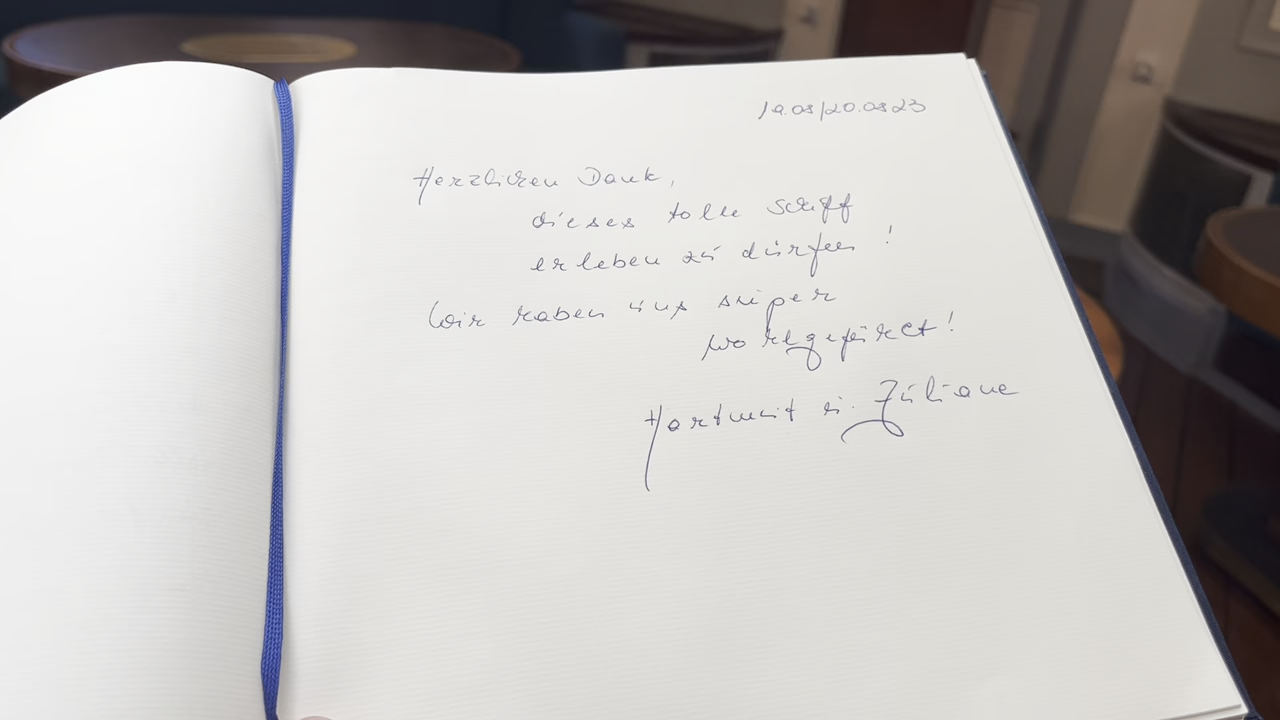 19.08/20.08.23
Herzlichen Dank,
dieses tolle Schiff
erleben zu dürfen!
Wir haben uns super
wohlgefühlt!
Hartmut u. Juliane